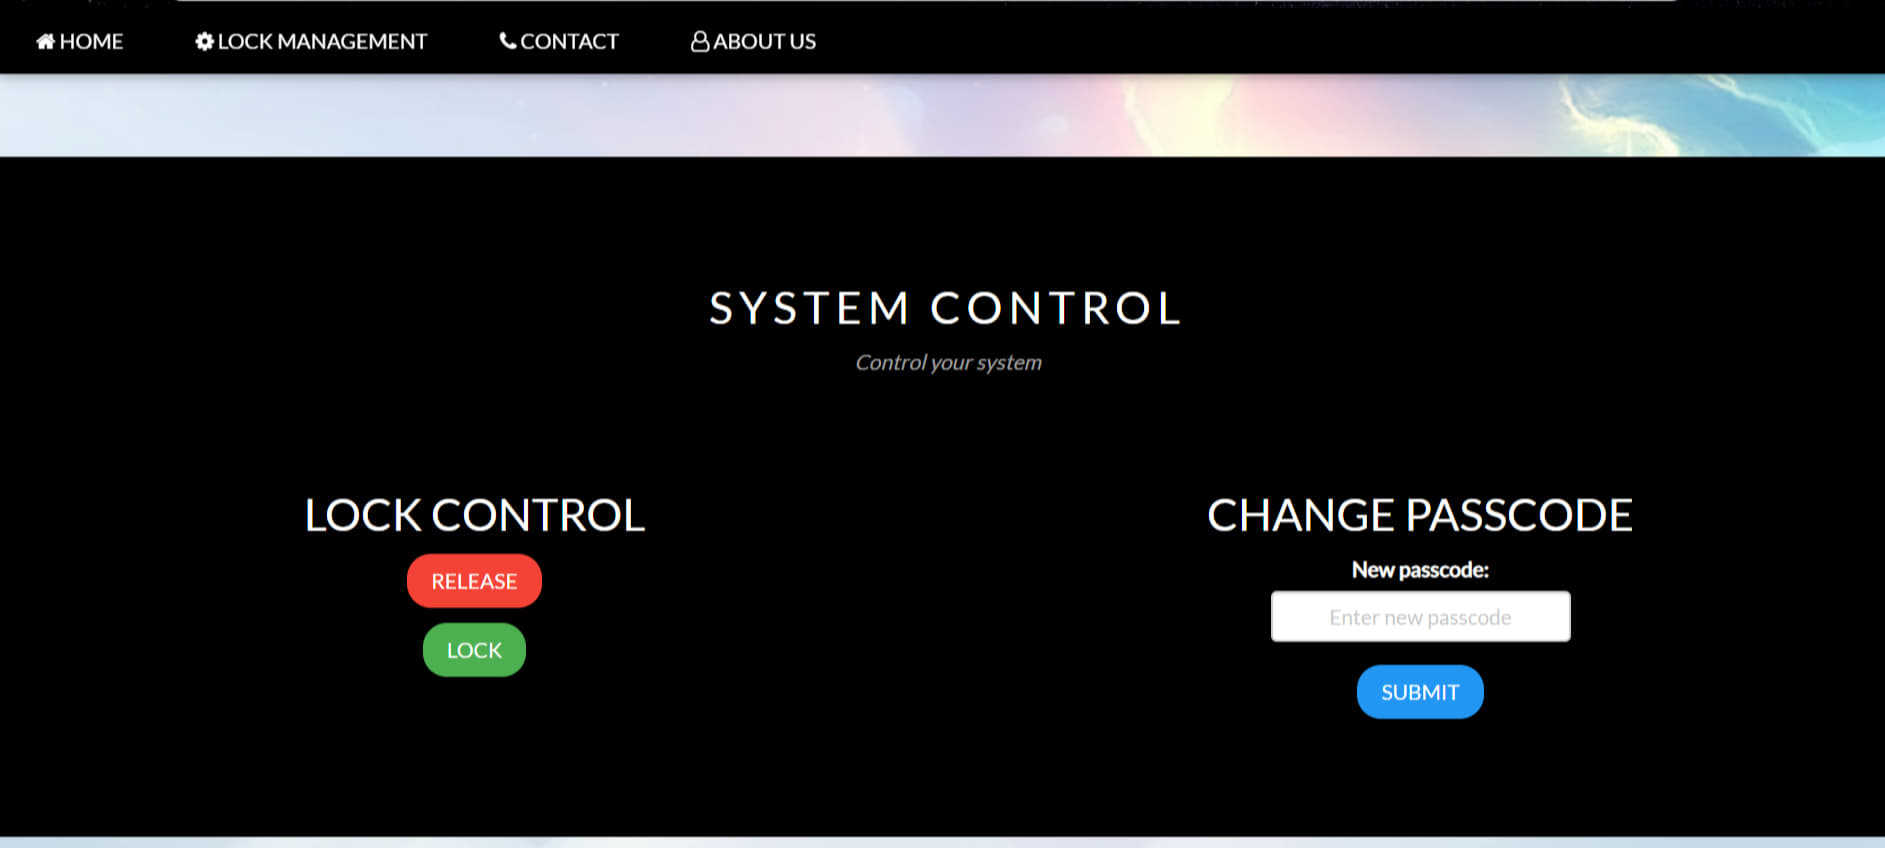 HOME LOCK MANAGEMENT CONTACT ABOUT US
SYSTEM CONTROL
Control your system
LOCK CONTROL
RELEASE
LOCK
CHANGE PASSCODE
New passcode:
Enter new passcode
SUBMIT